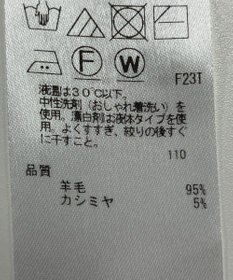 F
W
F23T
液温は30℃以下。
中性洗剤(おしゃれ着洗い)を
使用。漂白剤は液体タイプを使
用。よくすすぎ、絞りの後すぐ
に干すこと。
110
品質
羊毛 95%
カシミヤ 5%